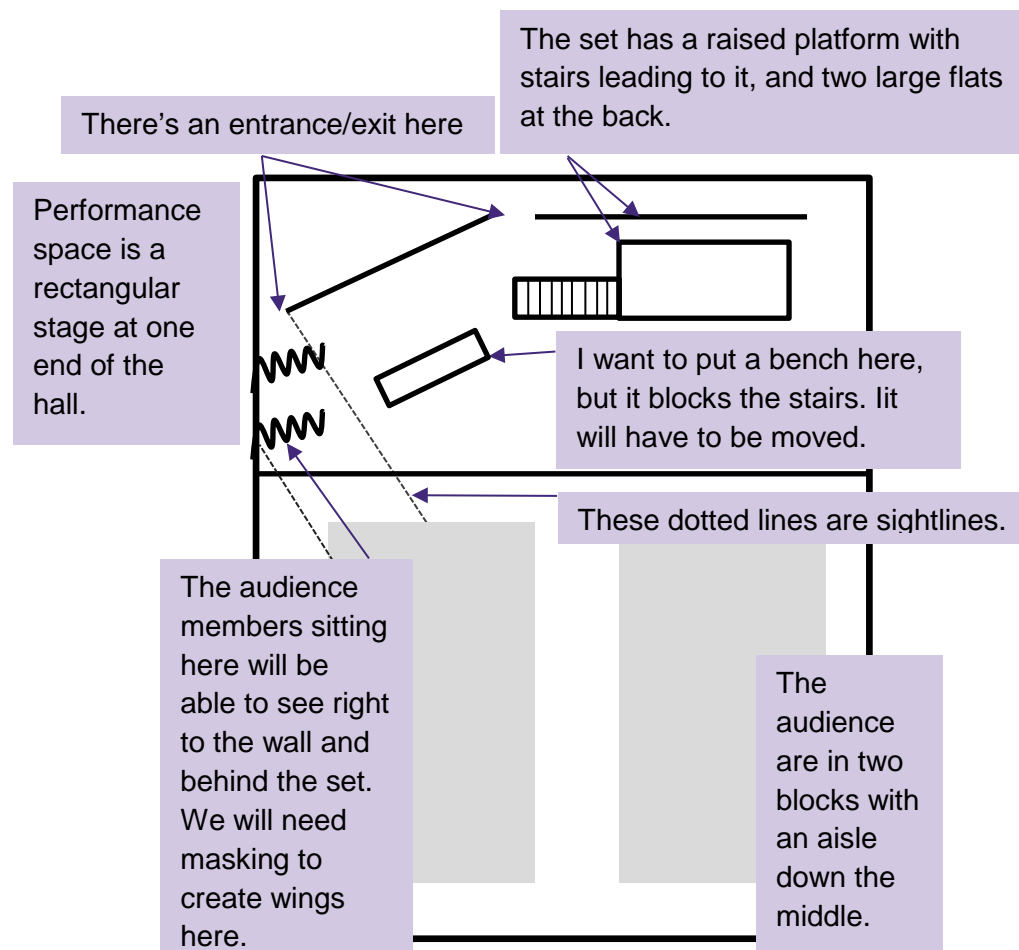 The set has a raised platform with
stairs leading to it, and two large flats
at the back.
There’s an entrance/exit here
Performance
space is a
rectangular
stage at one
end of the
hall.
I want to put a bench here,
but it blocks the stairs. Iit
will have to be moved.
These dotted lines are sightlines.
The audience
members sitting
here will be
able to see right
to the wall and
behind the set.
We will need
masking to
create wings
here.
The
audience
are in two
blocks with
an aisle
down the
middle.